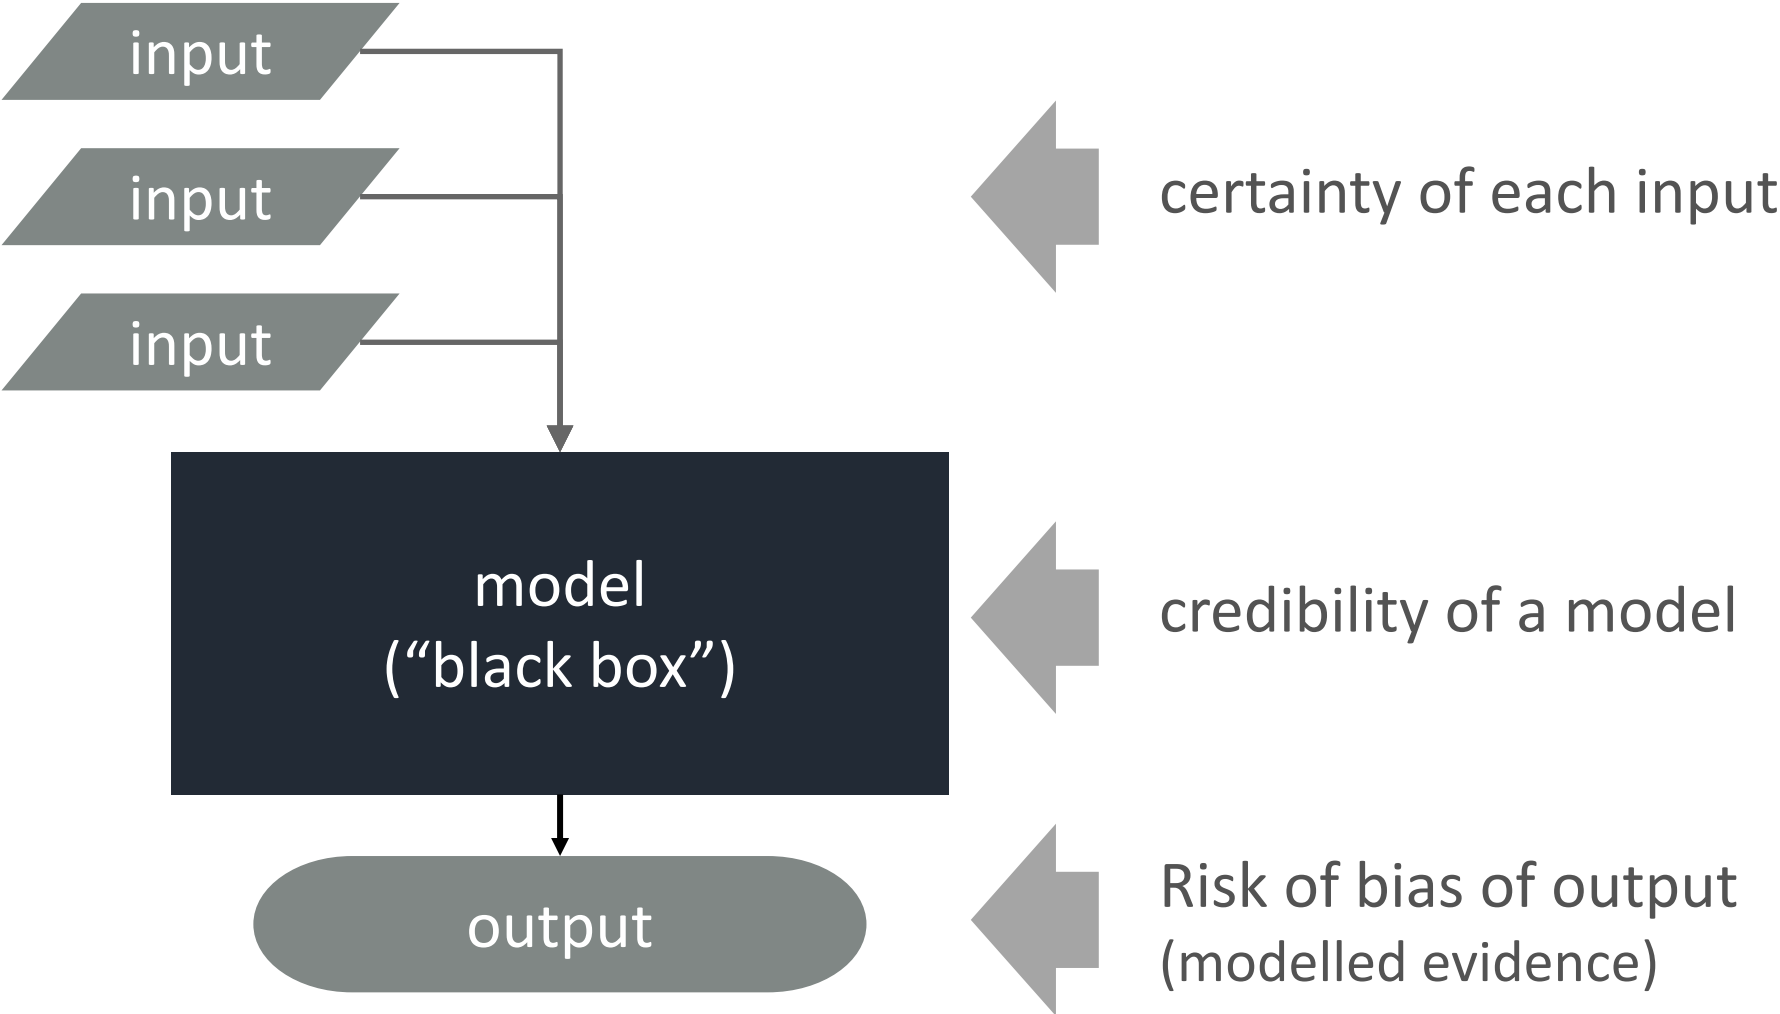 input
input
certainty of each input
input
model
(“black box”)
credibility of a model
output
Risk of bias of output
(modelled evidence)